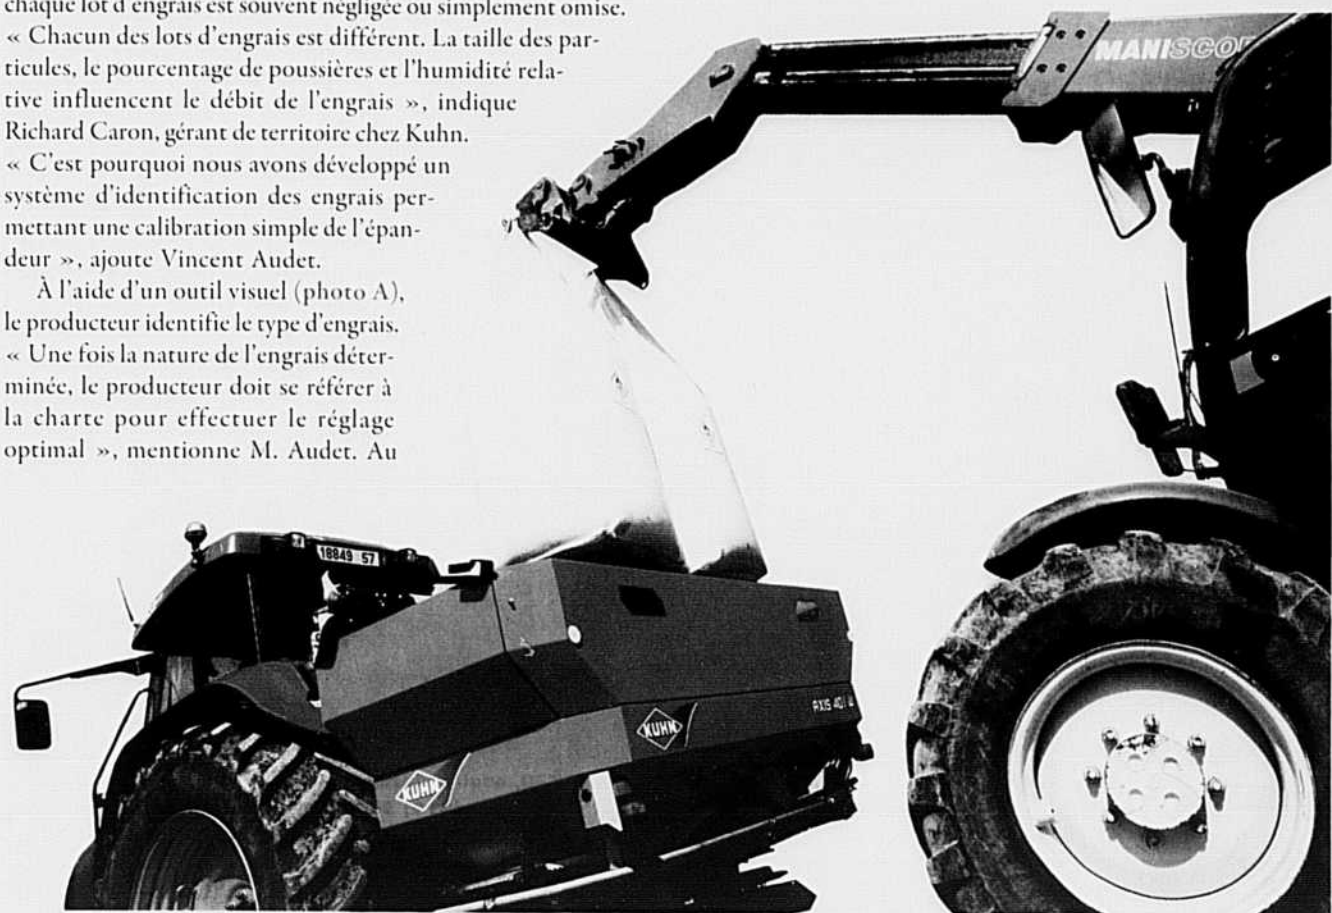 chaque lot d'engrais est souvent négligée ou simplement omise.
« Chacun des lots d'engrais est différent. La taille des par-
ticules, le pourcentage de poussières et l'humidité rela-
tive influencent le débit de l'engrais », indique
Richard Caron, gérant de territoire chez Kuhn.
« C'est pourquoi nous avons développé un
système d'identification des engrais per-
mettant une calibration simple de l'épan-
deur », ajoute Vincent Audet.
À l'aide d'un outil visuel (photo A),
le producteur identifie le type d'engrais.
« Une fois la nature de l'engrais déter-
minée, le producteur doit se référer à
la charte pour effectuer le réglage
optimal », mentionne M. Audet. Au
MANISCO
18849 57
AXIS 40.1
KUHN
KUHN